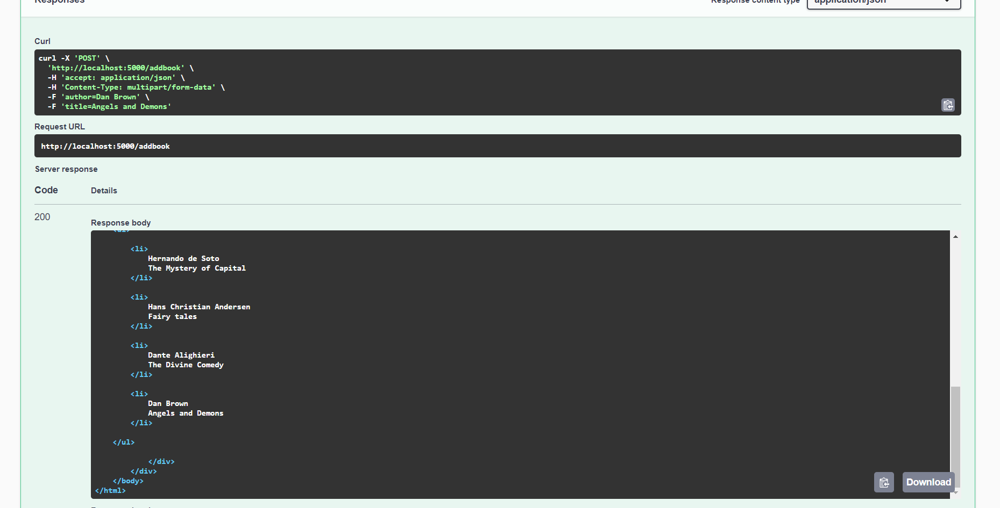 Responses
Response content type
application/json
Curl
curl -X 'POST' \
'http://localhost:5000/addbook' \
-H 'accept: application/json' \
-H 'Content-Type: multipart/form-data' \
-F 'author=Dan Brown' \
-F 'title=Angels and Demons'
Request URL
http://localhost:5000/addbook
Server response
Code Details
200
Response body
<ul>
<li>
Hernando de Soto
The Mystery of Capital
</li>
<li>
Hans Christian Andersen
Fairy tales
</li>
<li>
Dante Alighieri
The Divine Comedy
</li>
<li>
Dan Brown
Angels and Demons
</li>
</ul>
</div>
</div>
</body>
</html>
Download